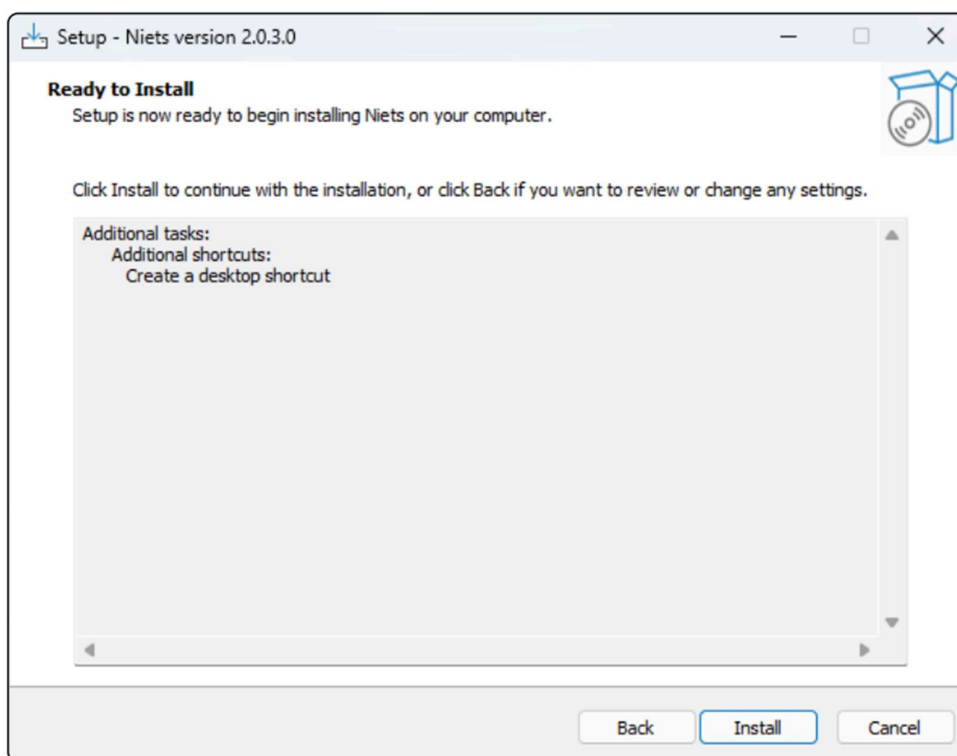 Setup - Niets version 2.0.3.0
Ready to Install
Setup is now ready to begin installing Niets on your computer.
Click Install to continue with the installation, or click Back if you want to review or change any settings.
Additional tasks:
Additional shortcuts:
Create a desktop shortcut
Back Install Cancel